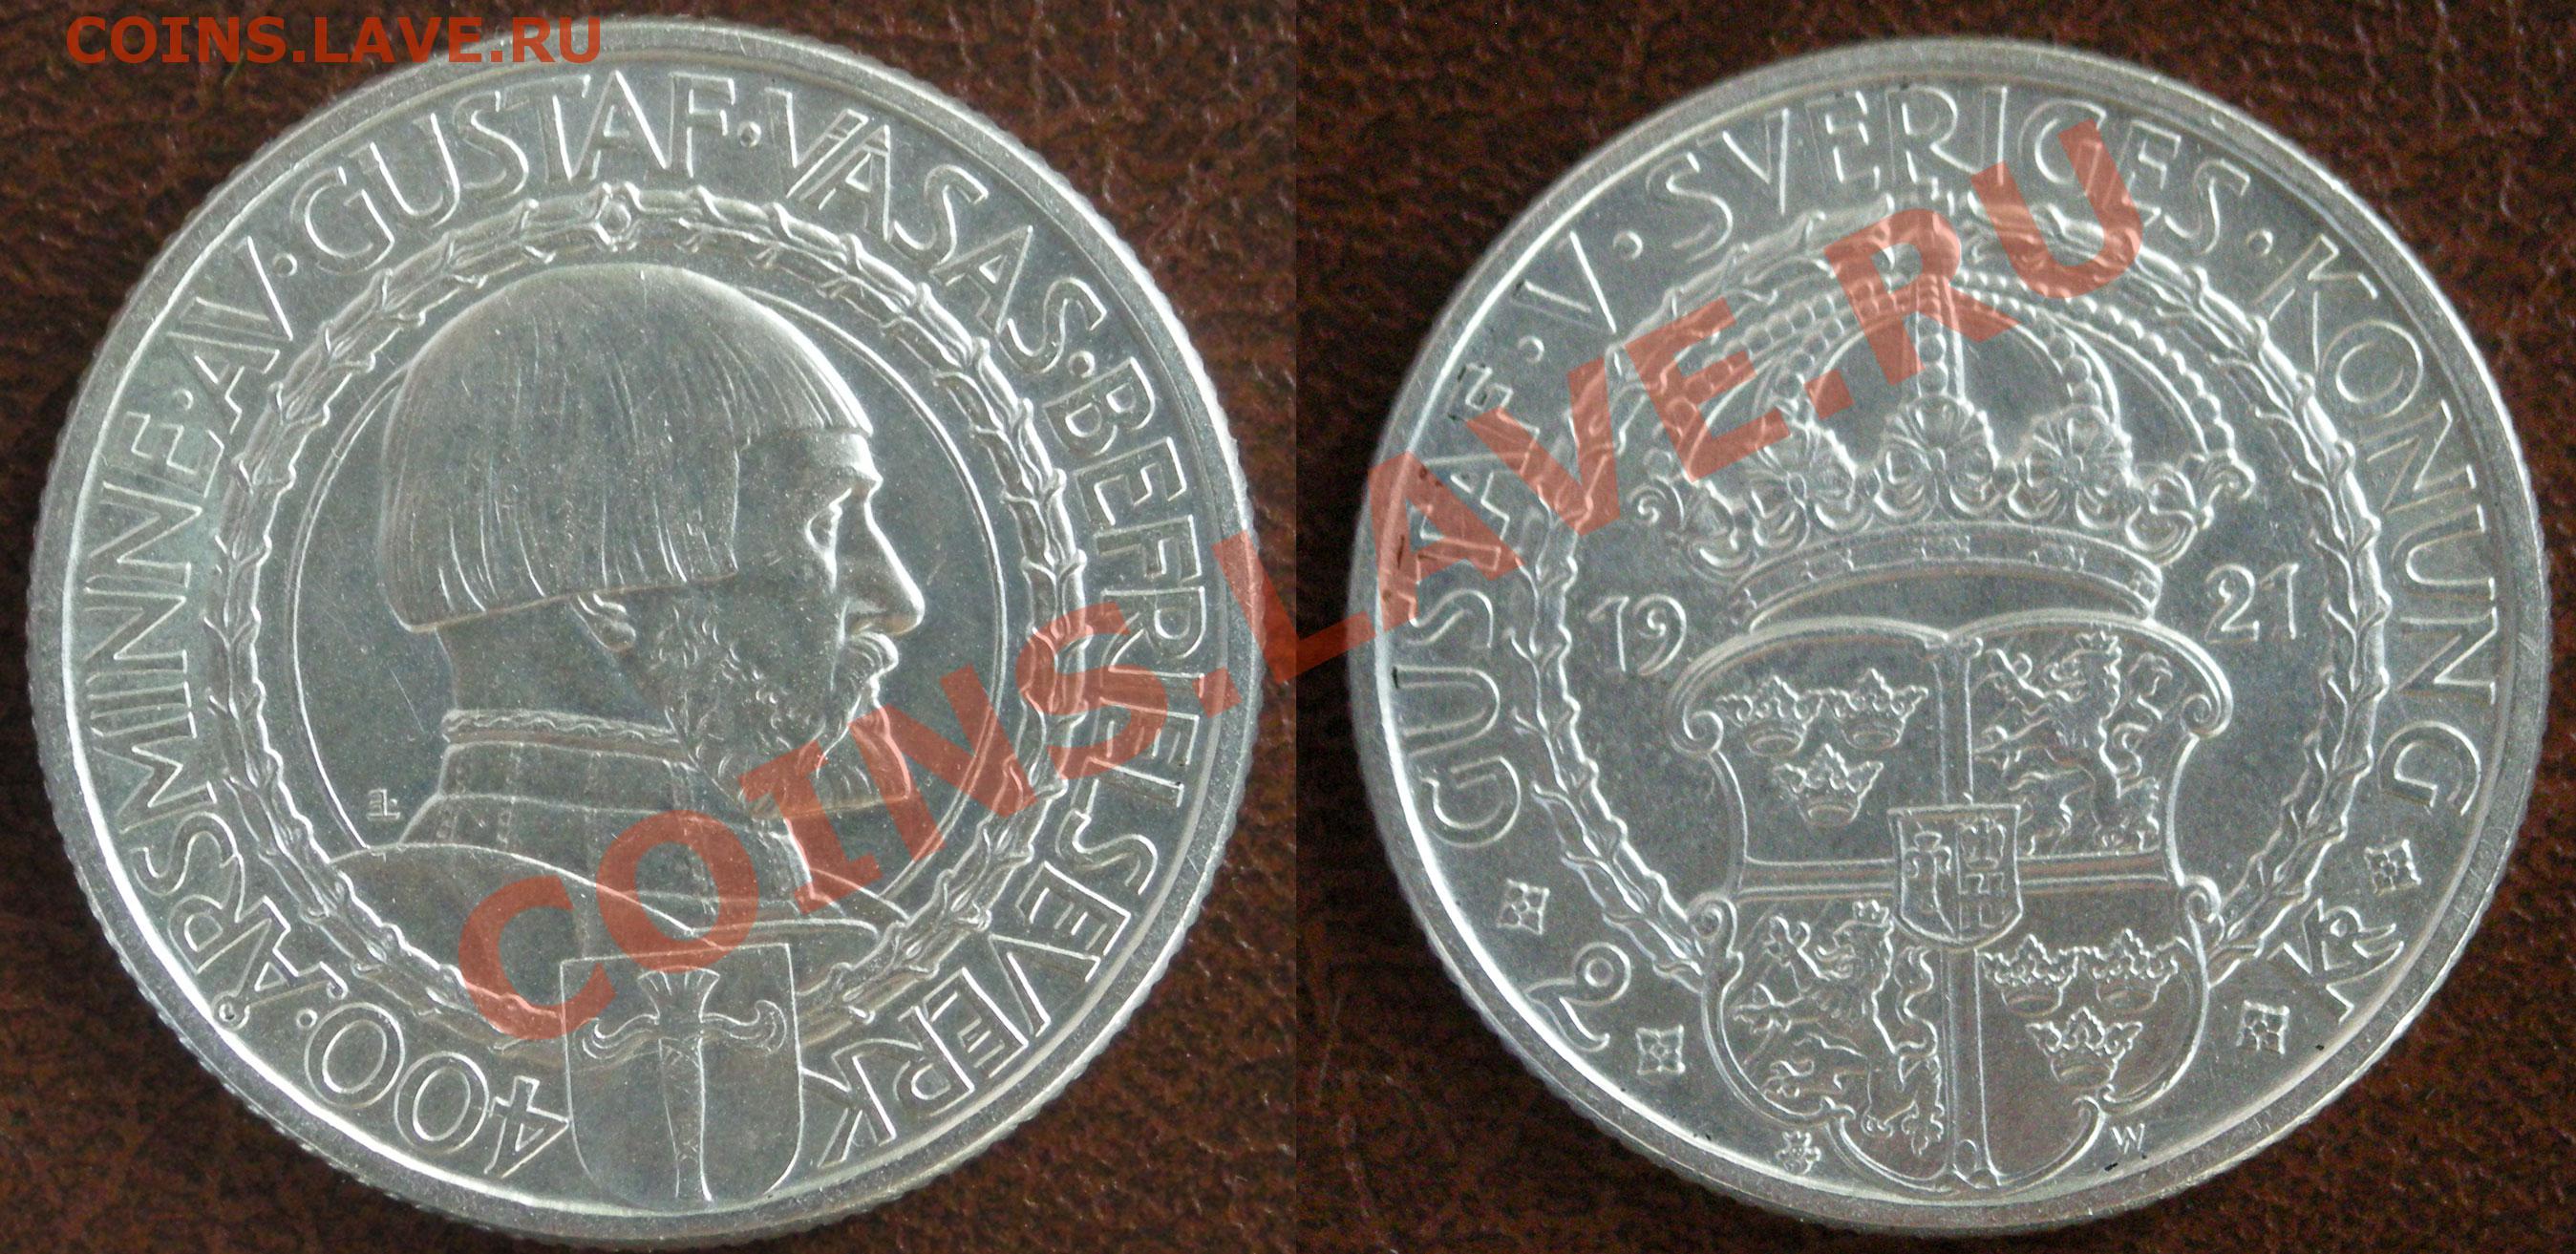 COINS.LAVE.RU
400·ÅRSMINNE·AV·GUSTAF·VASAS·BEFRIELSEVERK
EL
GUSTAF·V·SVERIGES·KONUNG
19 21
2 KR
W
COINS.LAVE.RU